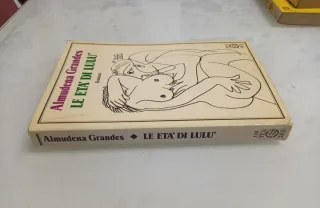 Almudena Grandes
LE ETA' DI LULU'
Almudena Grandes ◆ LE ETA' DI LULU'